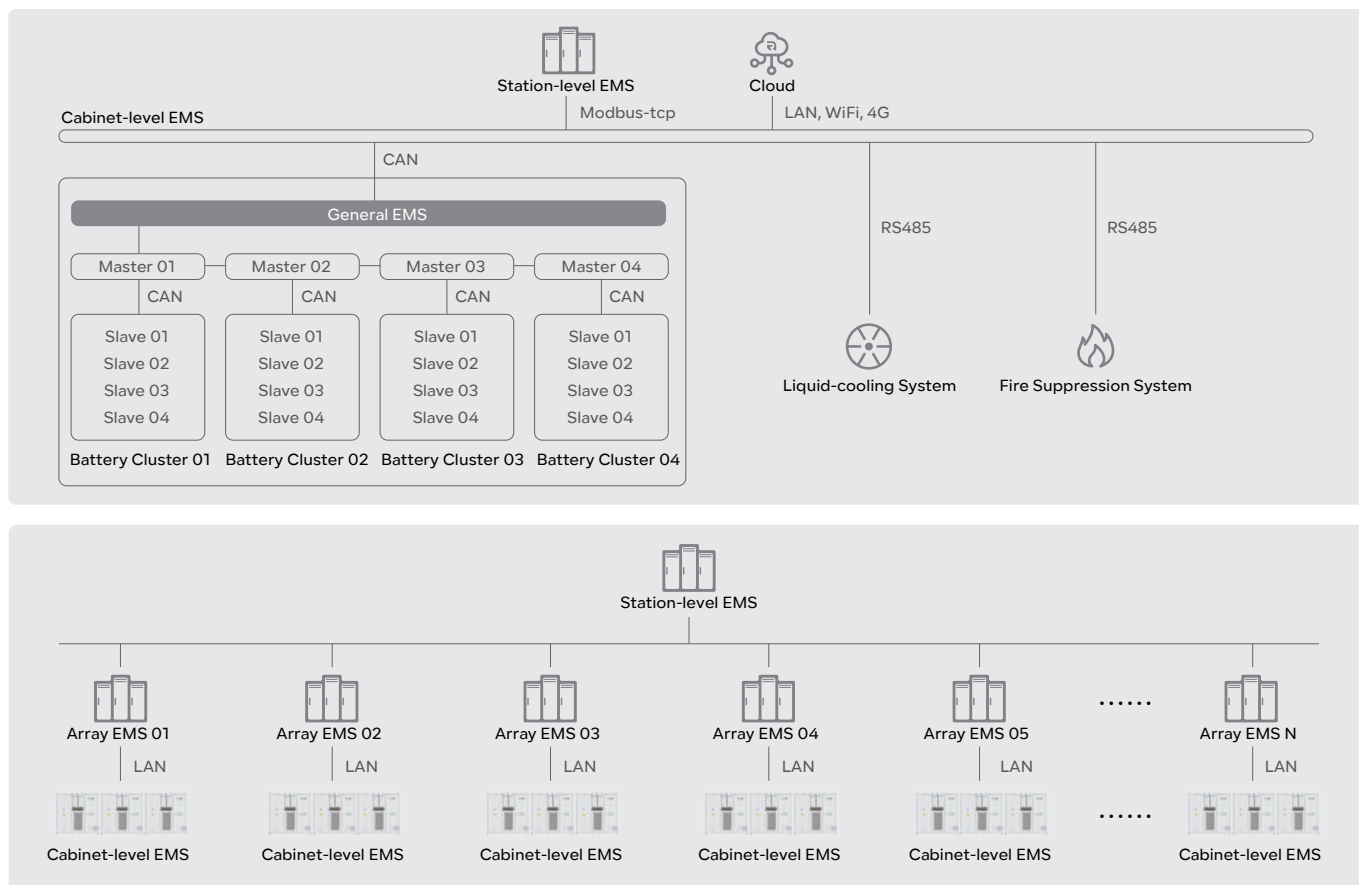 Station-level EMS
Cloud
Modbus-tcp
LAN, WiFi, 4G
Cabinet-level EMS
CAN
General EMS
RS485
RS485
Master 01
Master 02
Master 03
Master 04
CAN
CAN
CAN
CAN
Slave 01
Slave 02
Slave 03
Slave 04
Slave 01
Slave 02
Slave 03
Slave 04
Slave 01
Slave 02
Slave 03
Slave 04
Slave 01
Slave 02
Slave 03
Slave 04
Battery Cluster 01
Battery Cluster 02
Battery Cluster 03
Battery Cluster 04
Liquid-cooling System
Fire Suppression System
Station-level EMS
Array EMS 01
Array EMS 02
Array EMS 03
Array EMS 04
Array EMS 05
......
Array EMS N
LAN
LAN
LAN
LAN
LAN
LAN
......
Cabinet-level EMS
Cabinet-level EMS
Cabinet-level EMS
Cabinet-level EMS
Cabinet-level EMS
Cabinet-level EMS